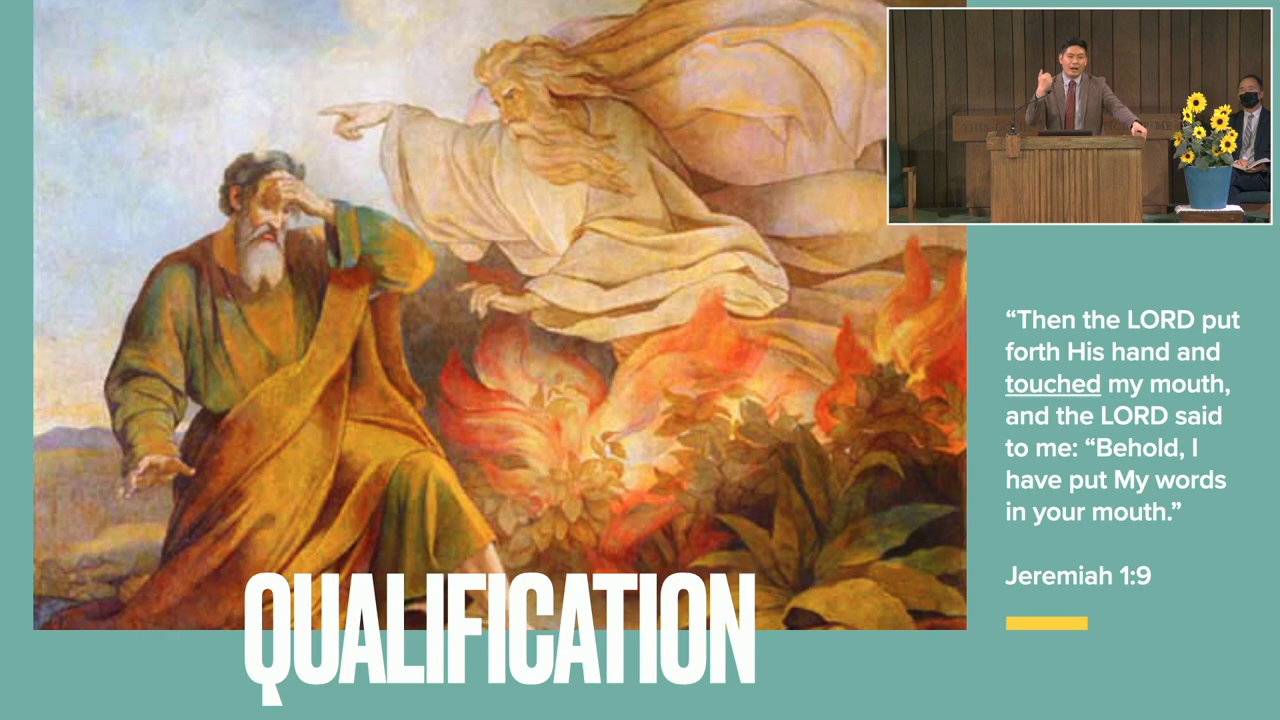 “Then the LORD put
forth His hand and
touched my mouth,
and the LORD said
to me: “Behold, I
have put My words
in your mouth.”
Jeremiah 1:9
QUALIFICATION